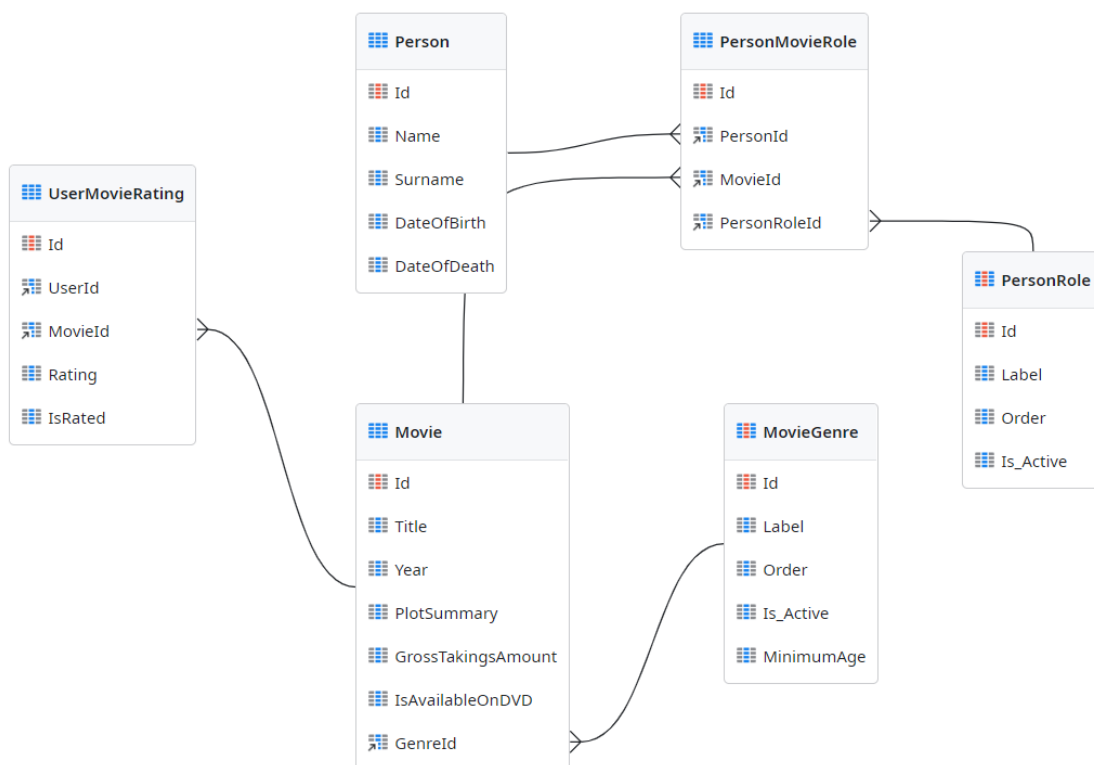 Person
Id
Name
Surname
DateOfBirth
DateOfDeath
PersonMovieRole
Id
PersonId
MovieId
PersonRoleId
UserMovieRating
Id
UserId
MovieId
Rating
IsRated
PersonRole
Id
Label
Order
Is_Active
Movie
Id
Title
Year
PlotSummary
GrossTakingsAmount
IsAvailableOnDVD
GenreId
MovieGenre
Id
Label
Order
Is_Active
MinimumAge